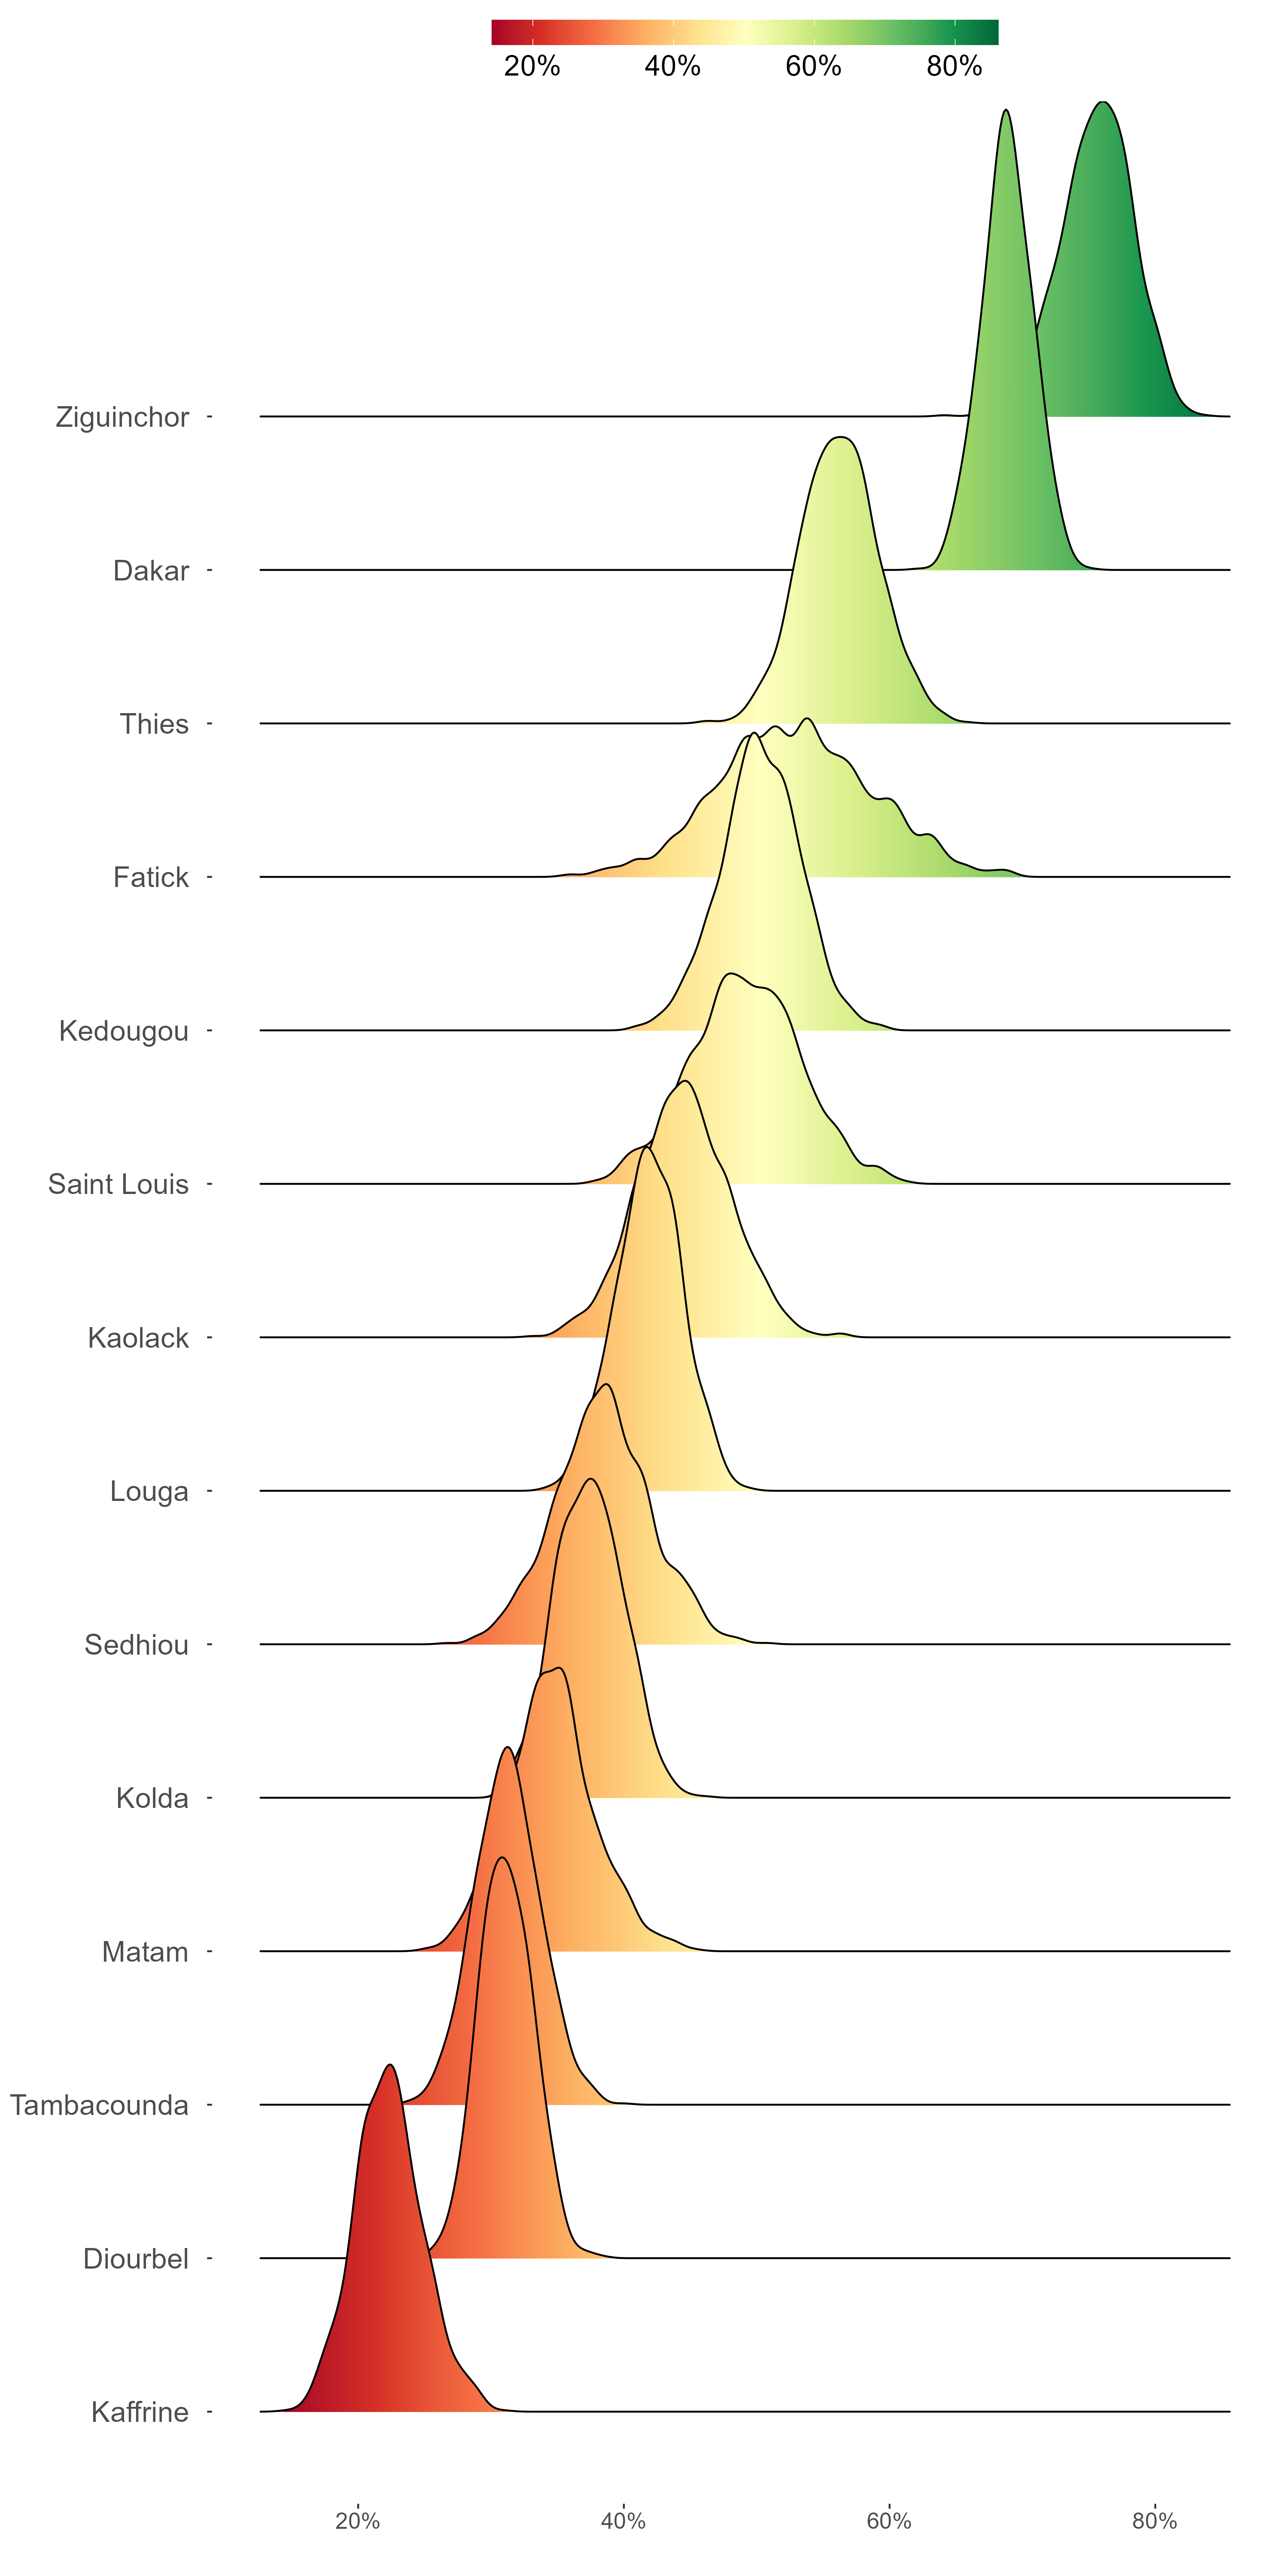 20% 40% 60% 80%
Ziguinchor
Dakar
Thies
Fatick
Kedougou
Saint Louis
Kaolack
Louga
Sedhiou
Kolda
Matam
Tambacounda
Diourbel
Kaffrine
20% 40% 60% 80%